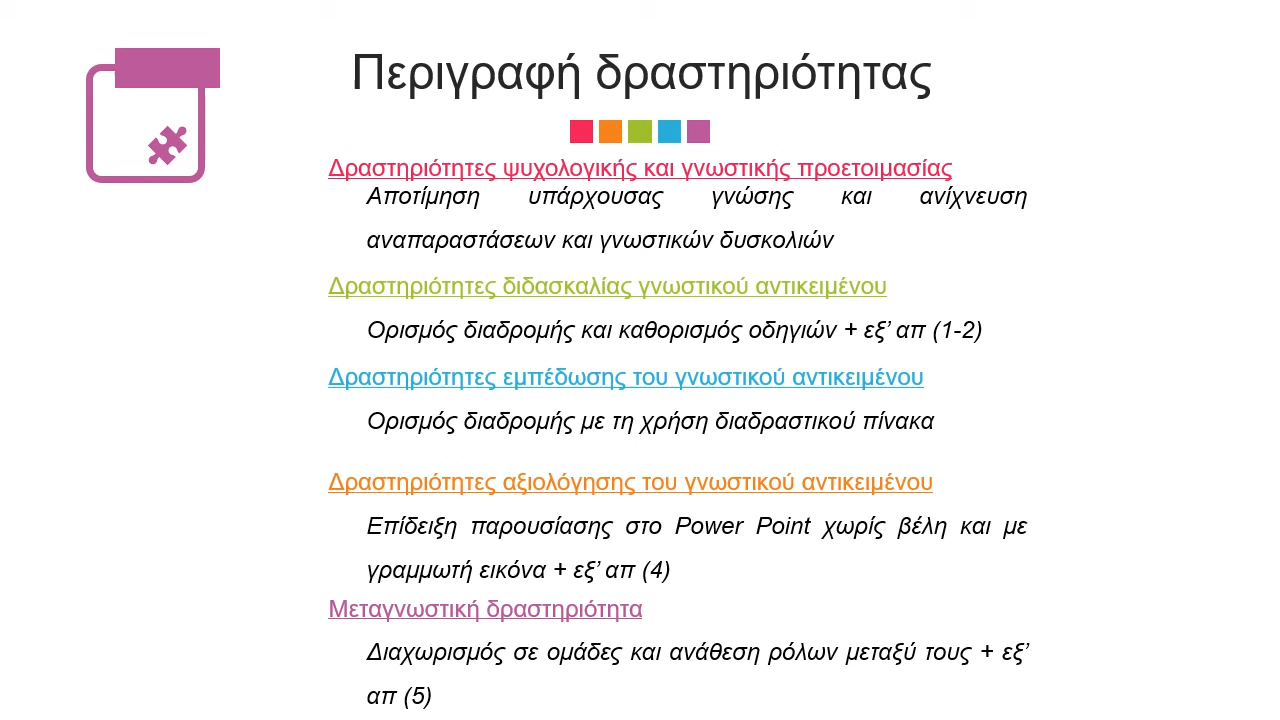 Περιγραφή δραστηριότητας
Δραστηριότητες ψυχολογικής και γνωστικής προετοιμασίας
Αποτίμηση υπάρχουσας γνώσης και ανίχνευση
αναπαραστάσεων και γνωστικών δυσκολιών
Δραστηριότητες διδασκαλίας γνωστικού αντικειμένου
Ορισμός διαδρομής και καθορισμός οδηγιών + εξ’ απ (1-2)
Δραστηριότητες εμπέδωσης του γνωστικού αντικειμένου
Ορισμός διαδρομής με τη χρήση διαδραστικού πίνακα
Δραστηριότητες αξιολόγησης του γνωστικού αντικειμένου
Επίδειξη παρουσίασης στο Power Point χωρίς βέλη και με
γραμμωτή εικόνα + εξ’ απ (4)
Μεταγνωστική δραστηριότητα
Διαχωρισμός σε ομάδες και ανάθεση ρόλων μεταξύ τους + εξ’
απ (5)